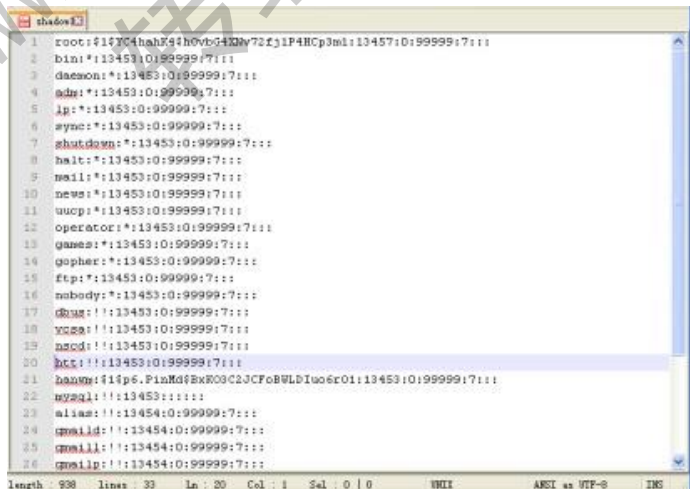 shadow
1 root:$1$YC4hahK4$hOvbG4XNv72fj1P4HCp3m1:13457:0:99999:7:::
2 bin:*:13453:0:99999:7:::
3 daemon:*:13453:0:99999:7:::
4 adm:*:13453:0:99999:7:::
5 lp:*:13453:0:99999:7:::
6 sync:*:13453:0:99999:7:::
7 shutdown:*:13453:0:99999:7:::
8 halt:*:13453:0:99999:7:::
9 mail:*:13453:0:99999:7:::
10 news:*:13453:0:99999:7:::
11 uucp:*:13453:0:99999:7:::
12 operator:*:13453:0:99999:7:::
13 games:*:13453:0:99999:7:::
14 gopher:*:13453:0:99999:7:::
15 ftp:*:13453:0:99999:7:::
16 nobody:*:13453:0:99999:7:::
17 dbus:!!:13453:0:99999:7:::
18 vcsa:!!:13453:0:99999:7:::
19 nscd:!!:13453:0:99999:7:::
20 htt:!!:13453:0:99999:7:::
21
22 mysql:!!:13453::::::
23 alias:!!:13454:0:99999:7:::
24 qmaild:!!:13454:0:99999:7:::
25 qmaill:!!:13454:0:99999:7:::
26 qmailp:!!:13454:0:99999:7:::
length : 938 lines : 33 Ln : 20 Col : 1 Sel : 0 | 0 UNIX ANSI as UTF-8 INS